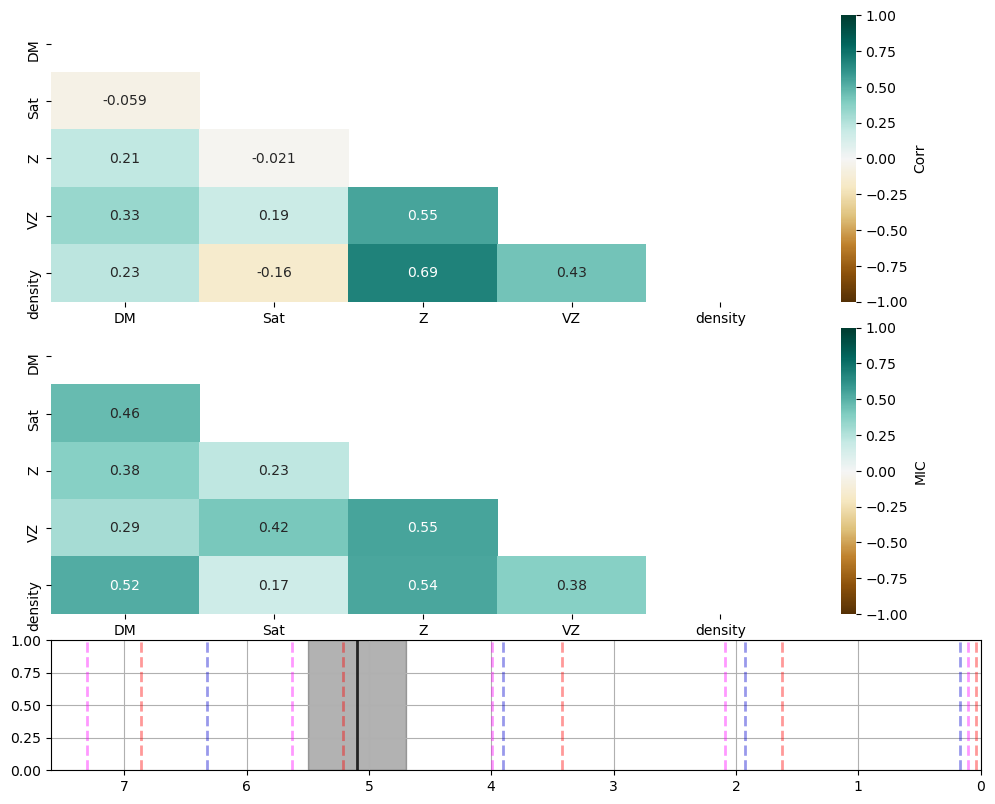 DM
Sat
-0.059
Z
0.21 -0.021
VZ
0.33 0.19 0.55
density
0.23 -0.16 0.69 0.43
DM Sat Z VZ density
1.00
0.75
0.50
0.25
0.00
−0.25
−0.50
−0.75
−1.00
Corr
DM
Sat
0.46
Z
0.38 0.23
VZ
0.29 0.42 0.55
density
0.52 0.17 0.54 0.38
DM Sat Z VZ density
1.00
0.75
0.50
0.25
0.00
−0.25
−0.50
−0.75
−1.00
MIC
1.00
0.75
0.50
0.25
0.00
7 6 5 4 3 2 1 0